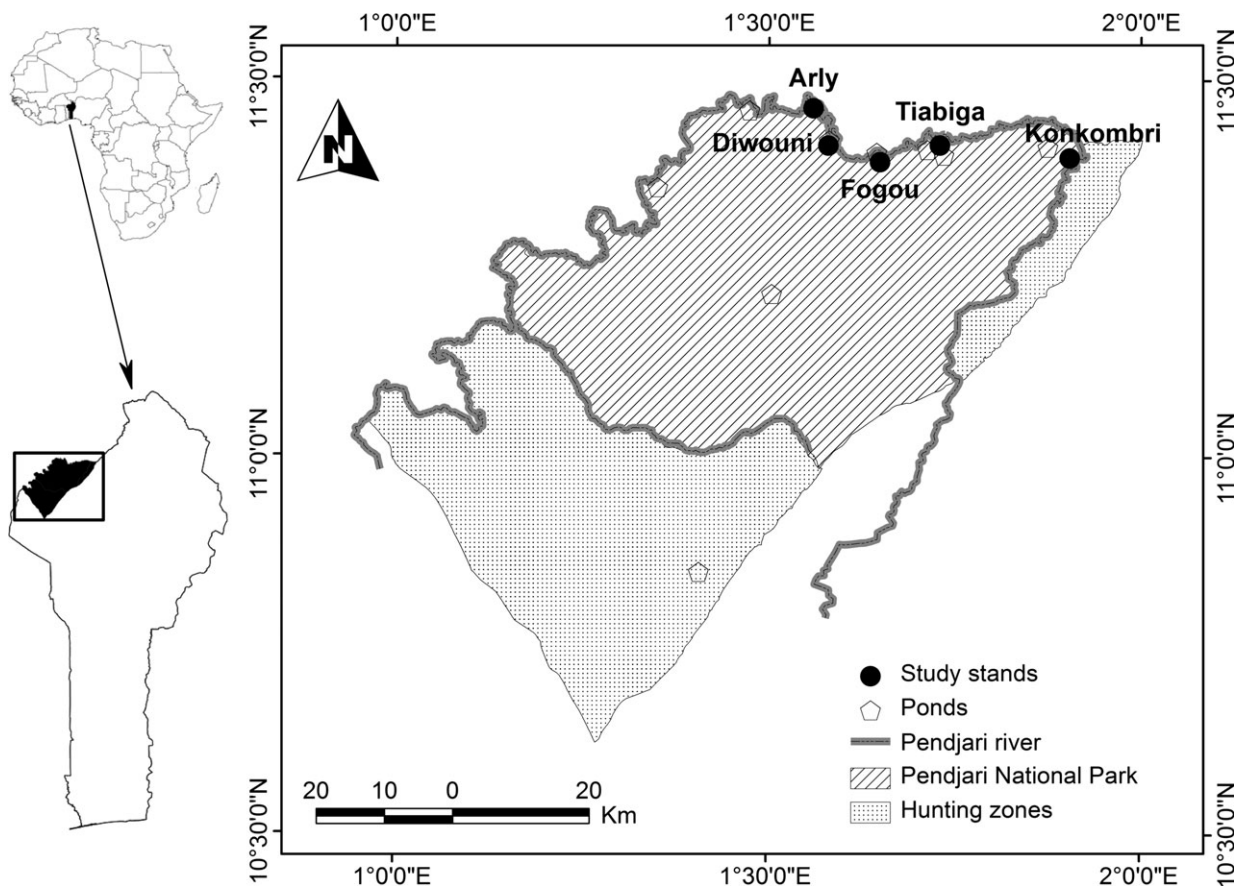 1°0'0"E
1°30'0"E
2°0'0"E
11°30'0"N
11°30'0"N
Arly
Tiabiga
N
Diwouni
Konkombri
Fogou
11°0'0"N
11°0'0"N
Study stands
Ponds
Pendjari river
Pendjari National Park
Hunting zones
20 10 0 20
Km
10°30'0"N
10°30'0"N
1°0'0"E
1°30'0"E
2°0'0"E